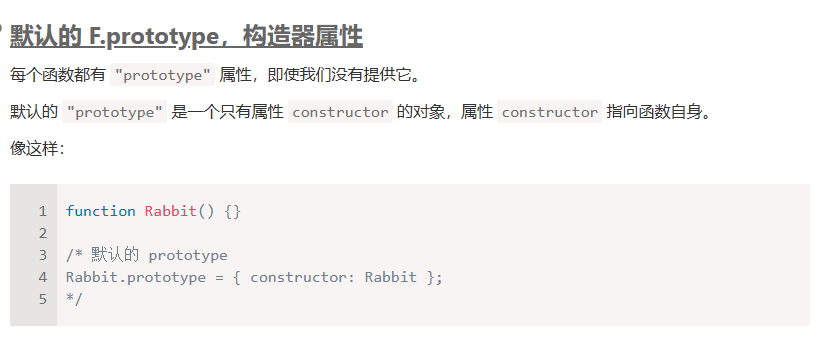 默认的 F.prototype，构造器属性
每个函数都有 "prototype" 属性，即使我们没有提供它。
默认的 "prototype" 是一个只有属性 constructor 的对象，属性 constructor 指向函数自身。
像这样：
1 function Rabbit() {}
2
3 /* 默认的 prototype
4 Rabbit.prototype = { constructor: Rabbit };
5 */